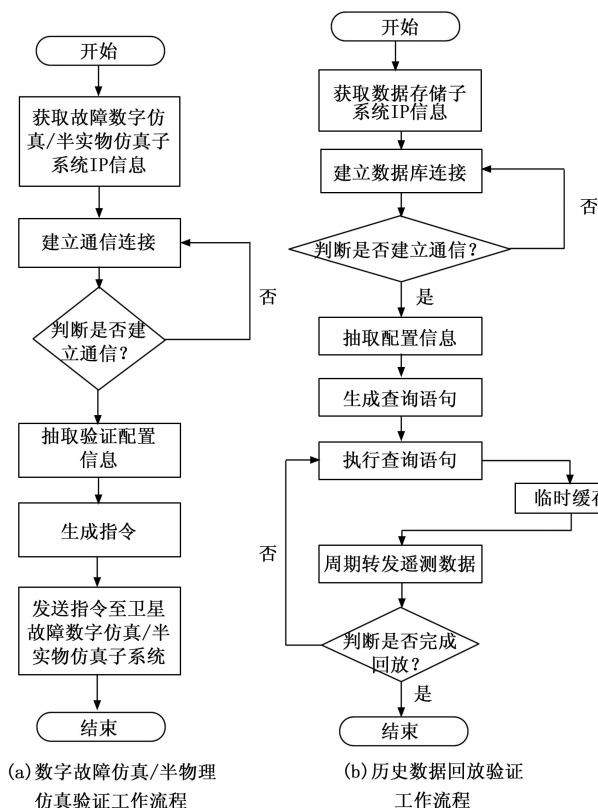 开始
获取故障数字仿
真/半实物仿真子
系统IP信息
建立通信连接
否
判断是否建
立通信?
抽取验证配置
信息
生成指令
发送指令至卫星
故障数字仿真/半
实物仿真子系统
结束
(a)数字故障仿真/半物理
仿真验证工作流程
开始
获取数据存储子
系统IP信息
建立数据库连接
否
判断是否建立通信?
是
抽取配置信息
生成查询语句
执行查询语句
临时缓存
否
周期转发遥测数据
判断是否完成
回放?
是
结束
(b)历史数据回放验证
工作流程